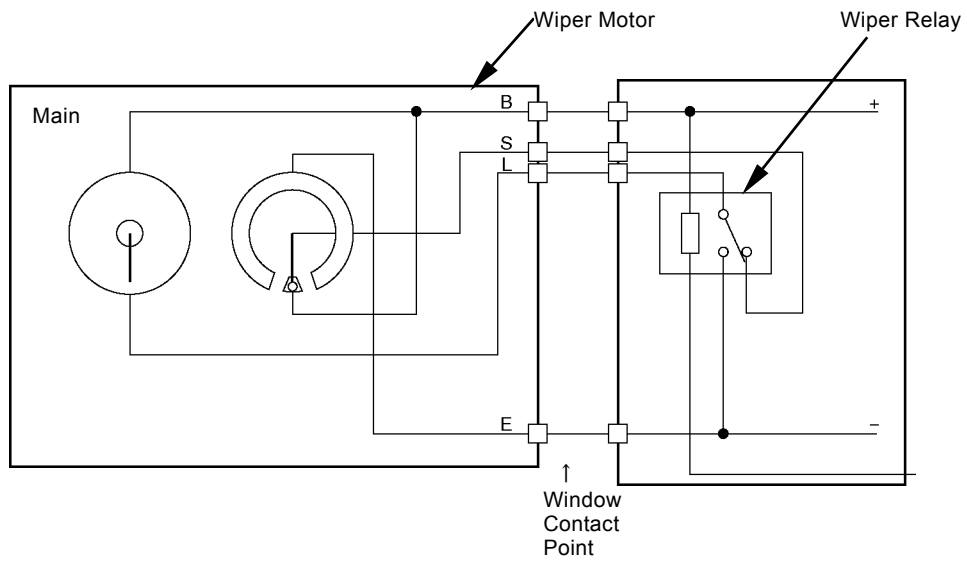 Wiper Motor
Wiper Relay
Main
B
+
S
L
E
−
↑
Window
Contact
Point